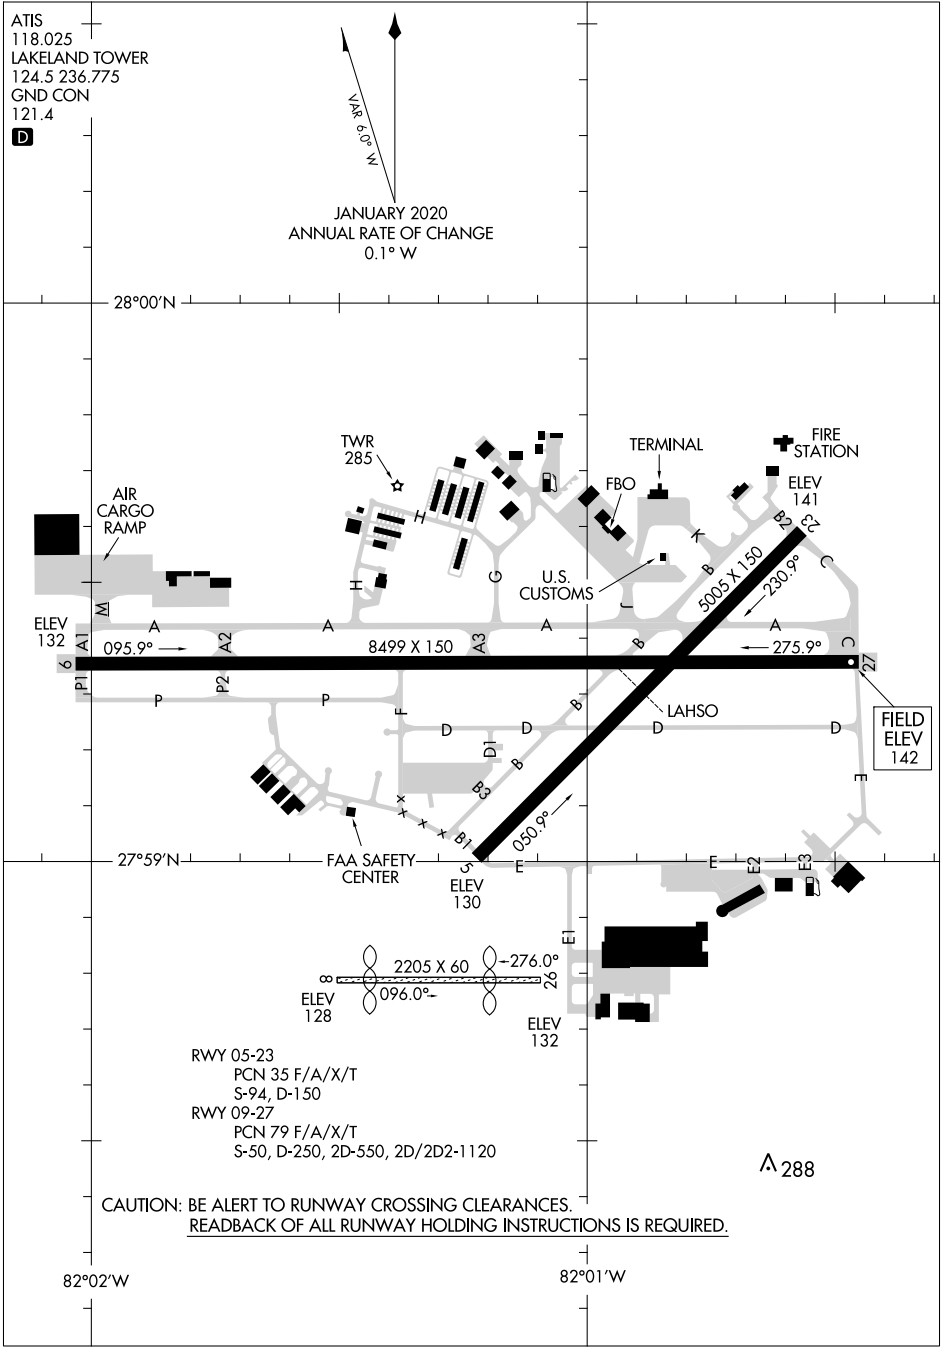 ATIS
118.025
LAKELAND TOWER
124.5 236.775
GND CON
121.4
D
VAR 6.0° W
JANUARY 2020
ANNUAL RATE OF CHANGE
0.1° W
28°00'N
TWR
285
TERMINAL
FIRE
STATION
FBO
ELEV
141
AIR
CARGO
RAMP
H
K
B2
23
B
C
5005 X 150
230.9°
U.S.
CUSTOMS
G
H
J
M
ELEV
132
A1
A
A2
A
A3
A
B
A
C
6
095.9°
8499 X 150
275.9°
27
P1
P2
P
P
F
B
LAHSO
D
D
D
D
FIELD
ELEV
142
D1
B
B3
E
050.9°
B1
5
27°59'N
FAA SAFETY
CENTER
E
E
E2
E3
ELEV
130
E1
8
2205 X 60
276.0°
26
096.0°
ELEV
128
ELEV
132
RWY 05-23
PCN 35 F/A/X/T
S-94, D-150
RWY 09-27
PCN 79 F/A/X/T
S-50, D-250, 2D-550, 2D/2D2-1120
288
CAUTION: BE ALERT TO RUNWAY CROSSING CLEARANCES.
READBACK OF ALL RUNWAY HOLDING INSTRUCTIONS IS REQUIRED.
82°02'W
82°01'W